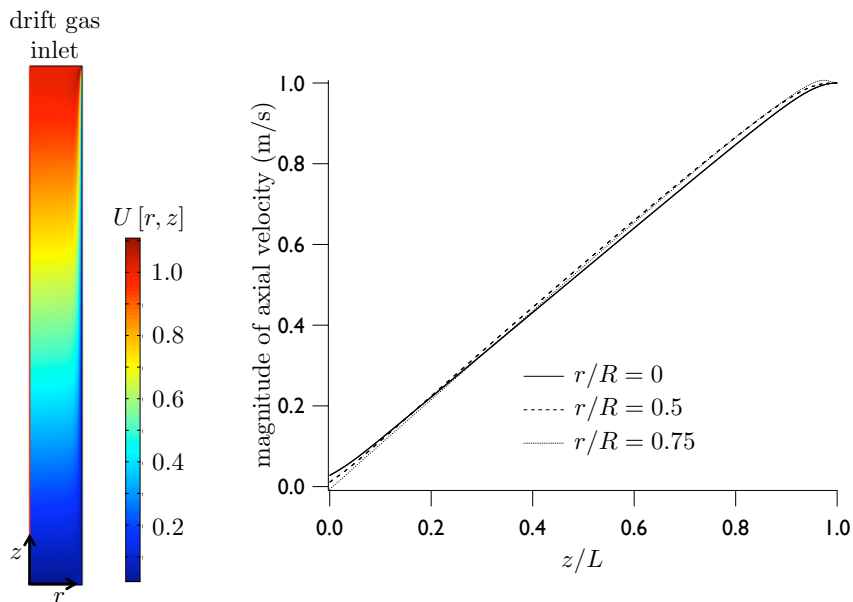 drift gas
inlet
U [r, z]
1.0
0.8
0.6
0.4
0.2
z
r
magnitude of axial velocity (m/s)
1.0
0.8
0.6
0.4
0.2
0.0
r/R = 0
r/R = 0.5
r/R = 0.75
0.0 0.2 0.4 0.6 0.8 1.0
z/L